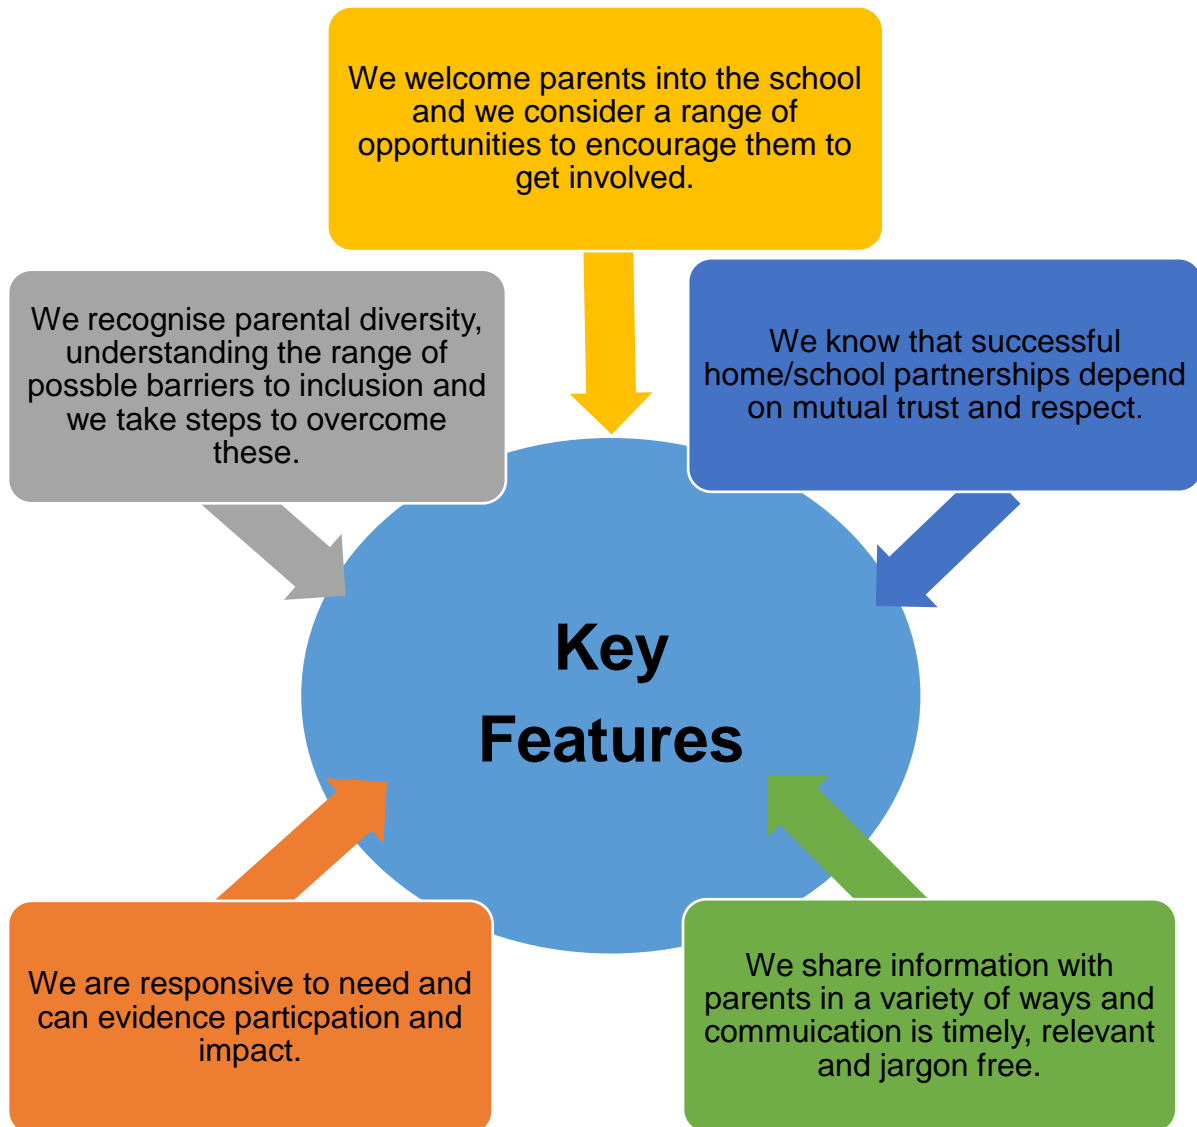 We welcome parents into the school
and we consider a range of
opportunities to encourage them to
get involved.
We recognise parental diversity,
understanding the range of
possble barriers to inclusion and
we take steps to overcome
these.
We know that successful
home/school partnerships depend
on mutual trust and respect.
Key
Features
We are responsive to need and
can evidence particpation and
impact.
We share information with
parents in a variety of ways and
commuication is timely, relevant
and jargon free.